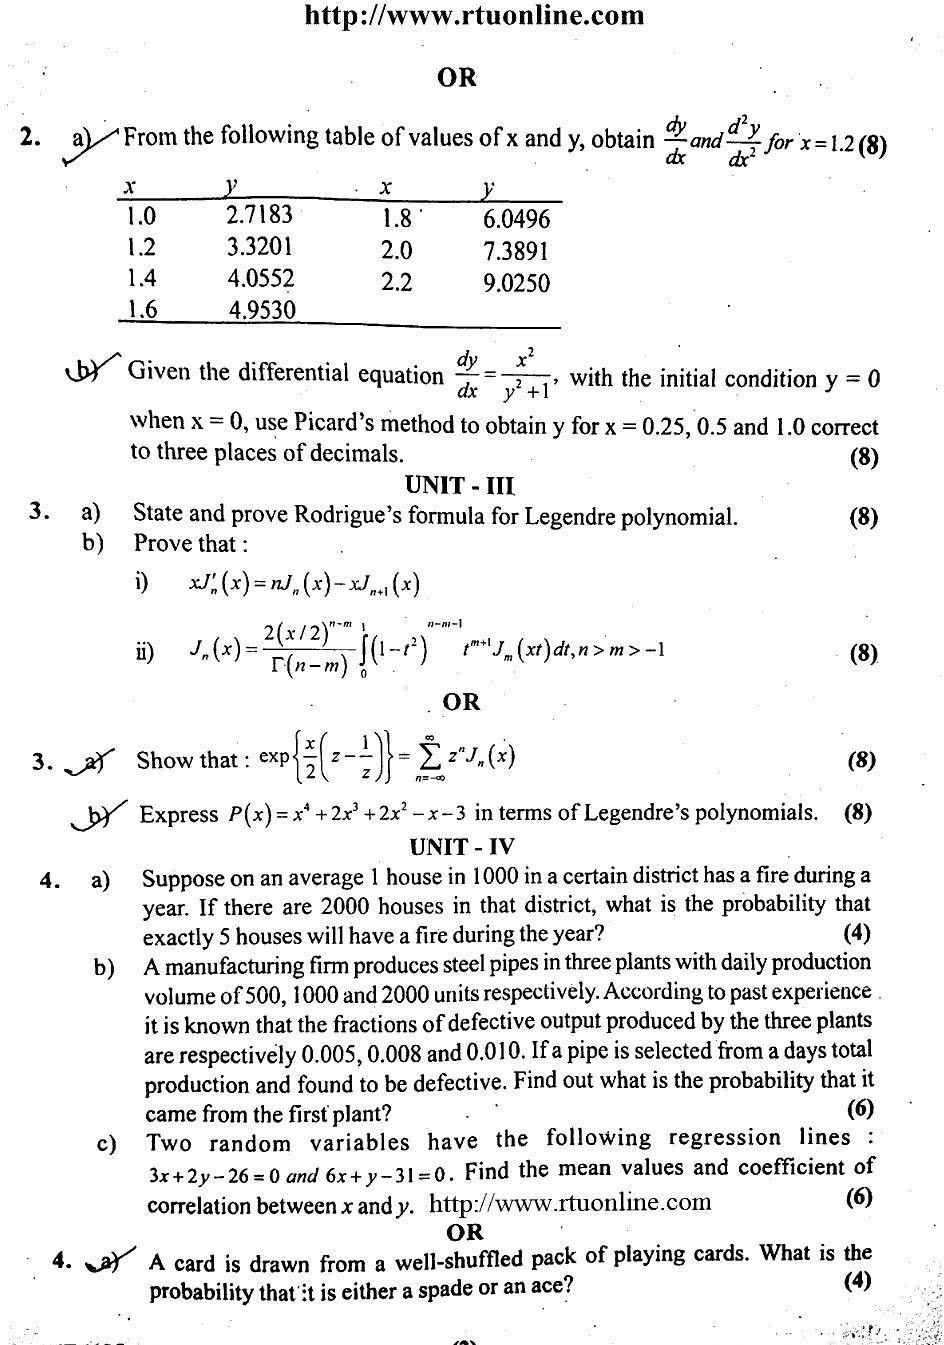 http://www.rtuonline.com
OR
2. a) From the following table of values of x and y, obtain dy/dx and d²y/dx² for x=1.2 (8)
x y x y
1.0 2.7183 1.8 6.0496
1.2 3.3201 2.0 7.3891
1.4 4.0552 2.2 9.0250
1.6 4.9530
b) Given the differential equation dy/dx = x²/(y²+1), with the initial condition y = 0
when x = 0, use Picard's method to obtain y for x = 0.25, 0.5 and 1.0 correct
to three places of decimals. (8)
UNIT - III
3. a) State and prove Rodrigue's formula for Legendre polynomial. (8)
b) Prove that :
i) xJ′ₙ(x) = nJₙ(x) − xJₙ₊₁(x)
ii) Jₙ(x) = 2(x/2)ⁿ⁻ᵐ/Γ(n−m) ∫₀¹ (1−t²)ⁿ⁻ᵐ⁻¹ tᵐ⁺¹ Jₘ(xt)dt, n > m > −1 (8)
OR
3. a) Show that : exp{x/2(z − 1/z)} = Σ_{n=−∞}^{∞} zⁿJₙ(x) (8)
b) Express P(x) = x⁴ + 2x³ + 2x² − x − 3 in terms of Legendre's polynomials. (8)
UNIT - IV
4. a) Suppose on an average 1 house in 1000 in a certain district has a fire during a
year. If there are 2000 houses in that district, what is the probability that
exactly 5 houses will have a fire during the year? (4)
b) A manufacturing firm produces steel pipes in three plants with daily production
volume of 500, 1000 and 2000 units respectively. According to past experience
it is known that the fractions of defective output produced by the three plants
are respectively 0.005, 0.008 and 0.010. If a pipe is selected from a days total
production and found to be defective. Find out what is the probability that it
came from the first plant? (6)
c) Two random variables have the following regression lines :
3x+2y−26=0 and 6x+y−31=0. Find the mean values and coefficient of
correlation between x and y. http://www.rtuonline.com (6)
OR
4. a) A card is drawn from a well-shuffled pack of playing cards. What is the
probability that it is either a spade or an ace? (4)